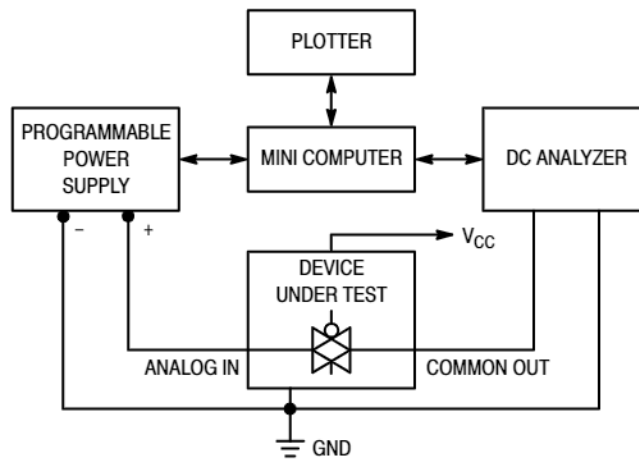 PLOTTER
PROGRAMMABLE
POWER
SUPPLY
MINI COMPUTER
DC ANALYZER
– +
VCC
DEVICE
UNDER TEST
ANALOG IN
COMMON OUT
GND